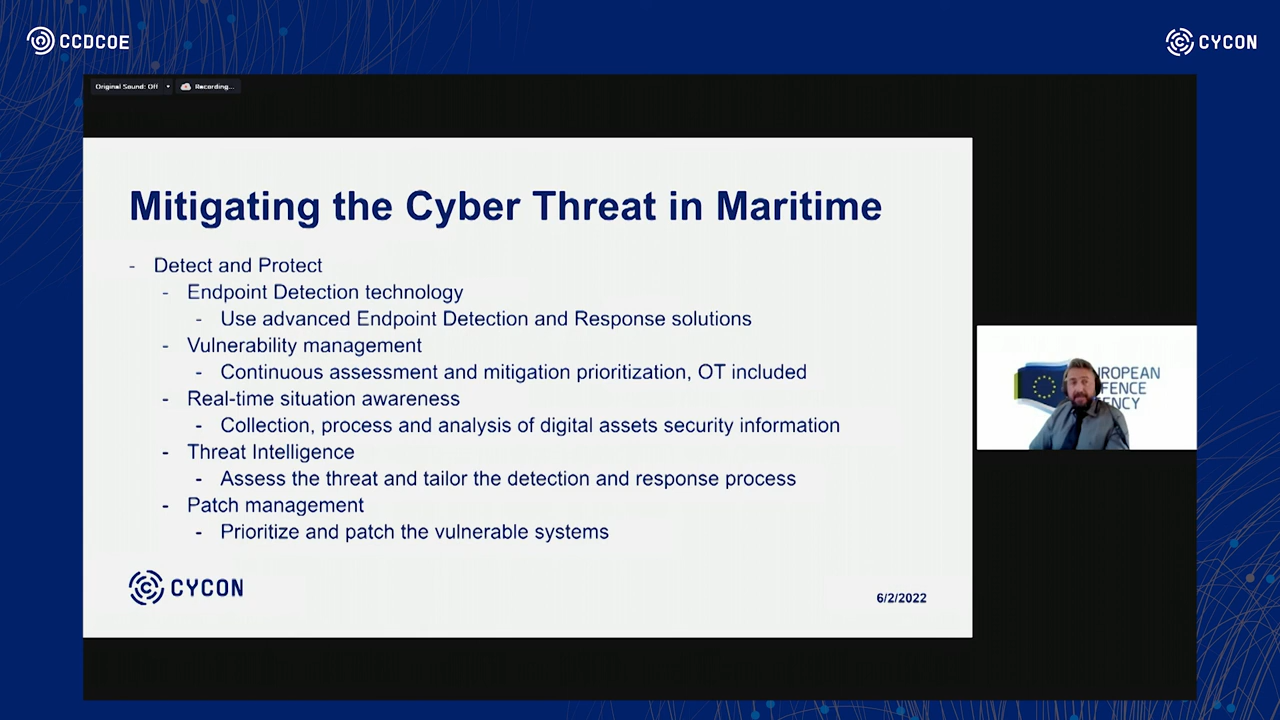 CCDCOE
CYCON
Original Sound: Off
Recording...
Mitigating the Cyber Threat in Maritime
- Detect and Protect
- Endpoint Detection technology
- Use advanced Endpoint Detection and Response solutions
- Vulnerability management
- Continuous assessment and mitigation prioritization, OT included
- Real-time situation awareness
- Collection, process and analysis of digital assets security information
- Threat Intelligence
- Assess the threat and tailor the detection and response process
- Patch management
- Prioritize and patch the vulnerable systems
CYCON
6/2/2022
ROPEAN
FENCE
ENCY